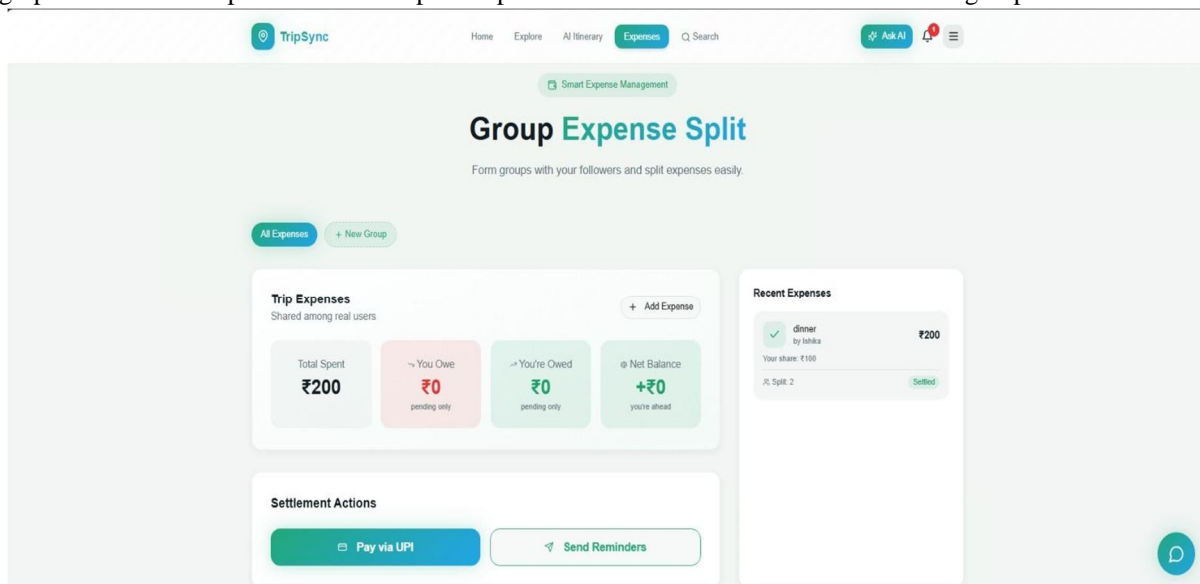 TripSync
Home Explore AI Itinerary Expenses Search
Ask AI
1
Smart Expense Management
Group Expense Split
Form groups with your followers and split expenses easily.
All Expenses + New Group
Trip Expenses
Shared among real users
+ Add Expense
Total Spent
₹200
You Owe
₹0
pending only
You're Owed
₹0
pending only
Net Balance
+₹0
you're ahead
Settlement Actions
Pay via UPI
Send Reminders
Recent Expenses
dinner
by Ishika
₹200
Your share: ₹100
Split: 2
Settled